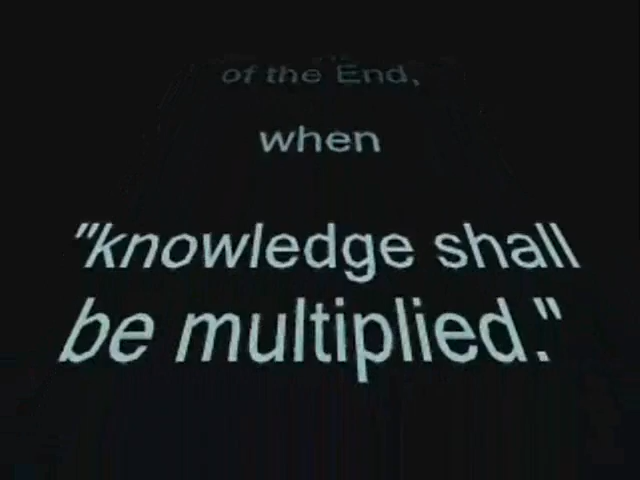 of the End,
when
"knowledge shall
be multiplied."